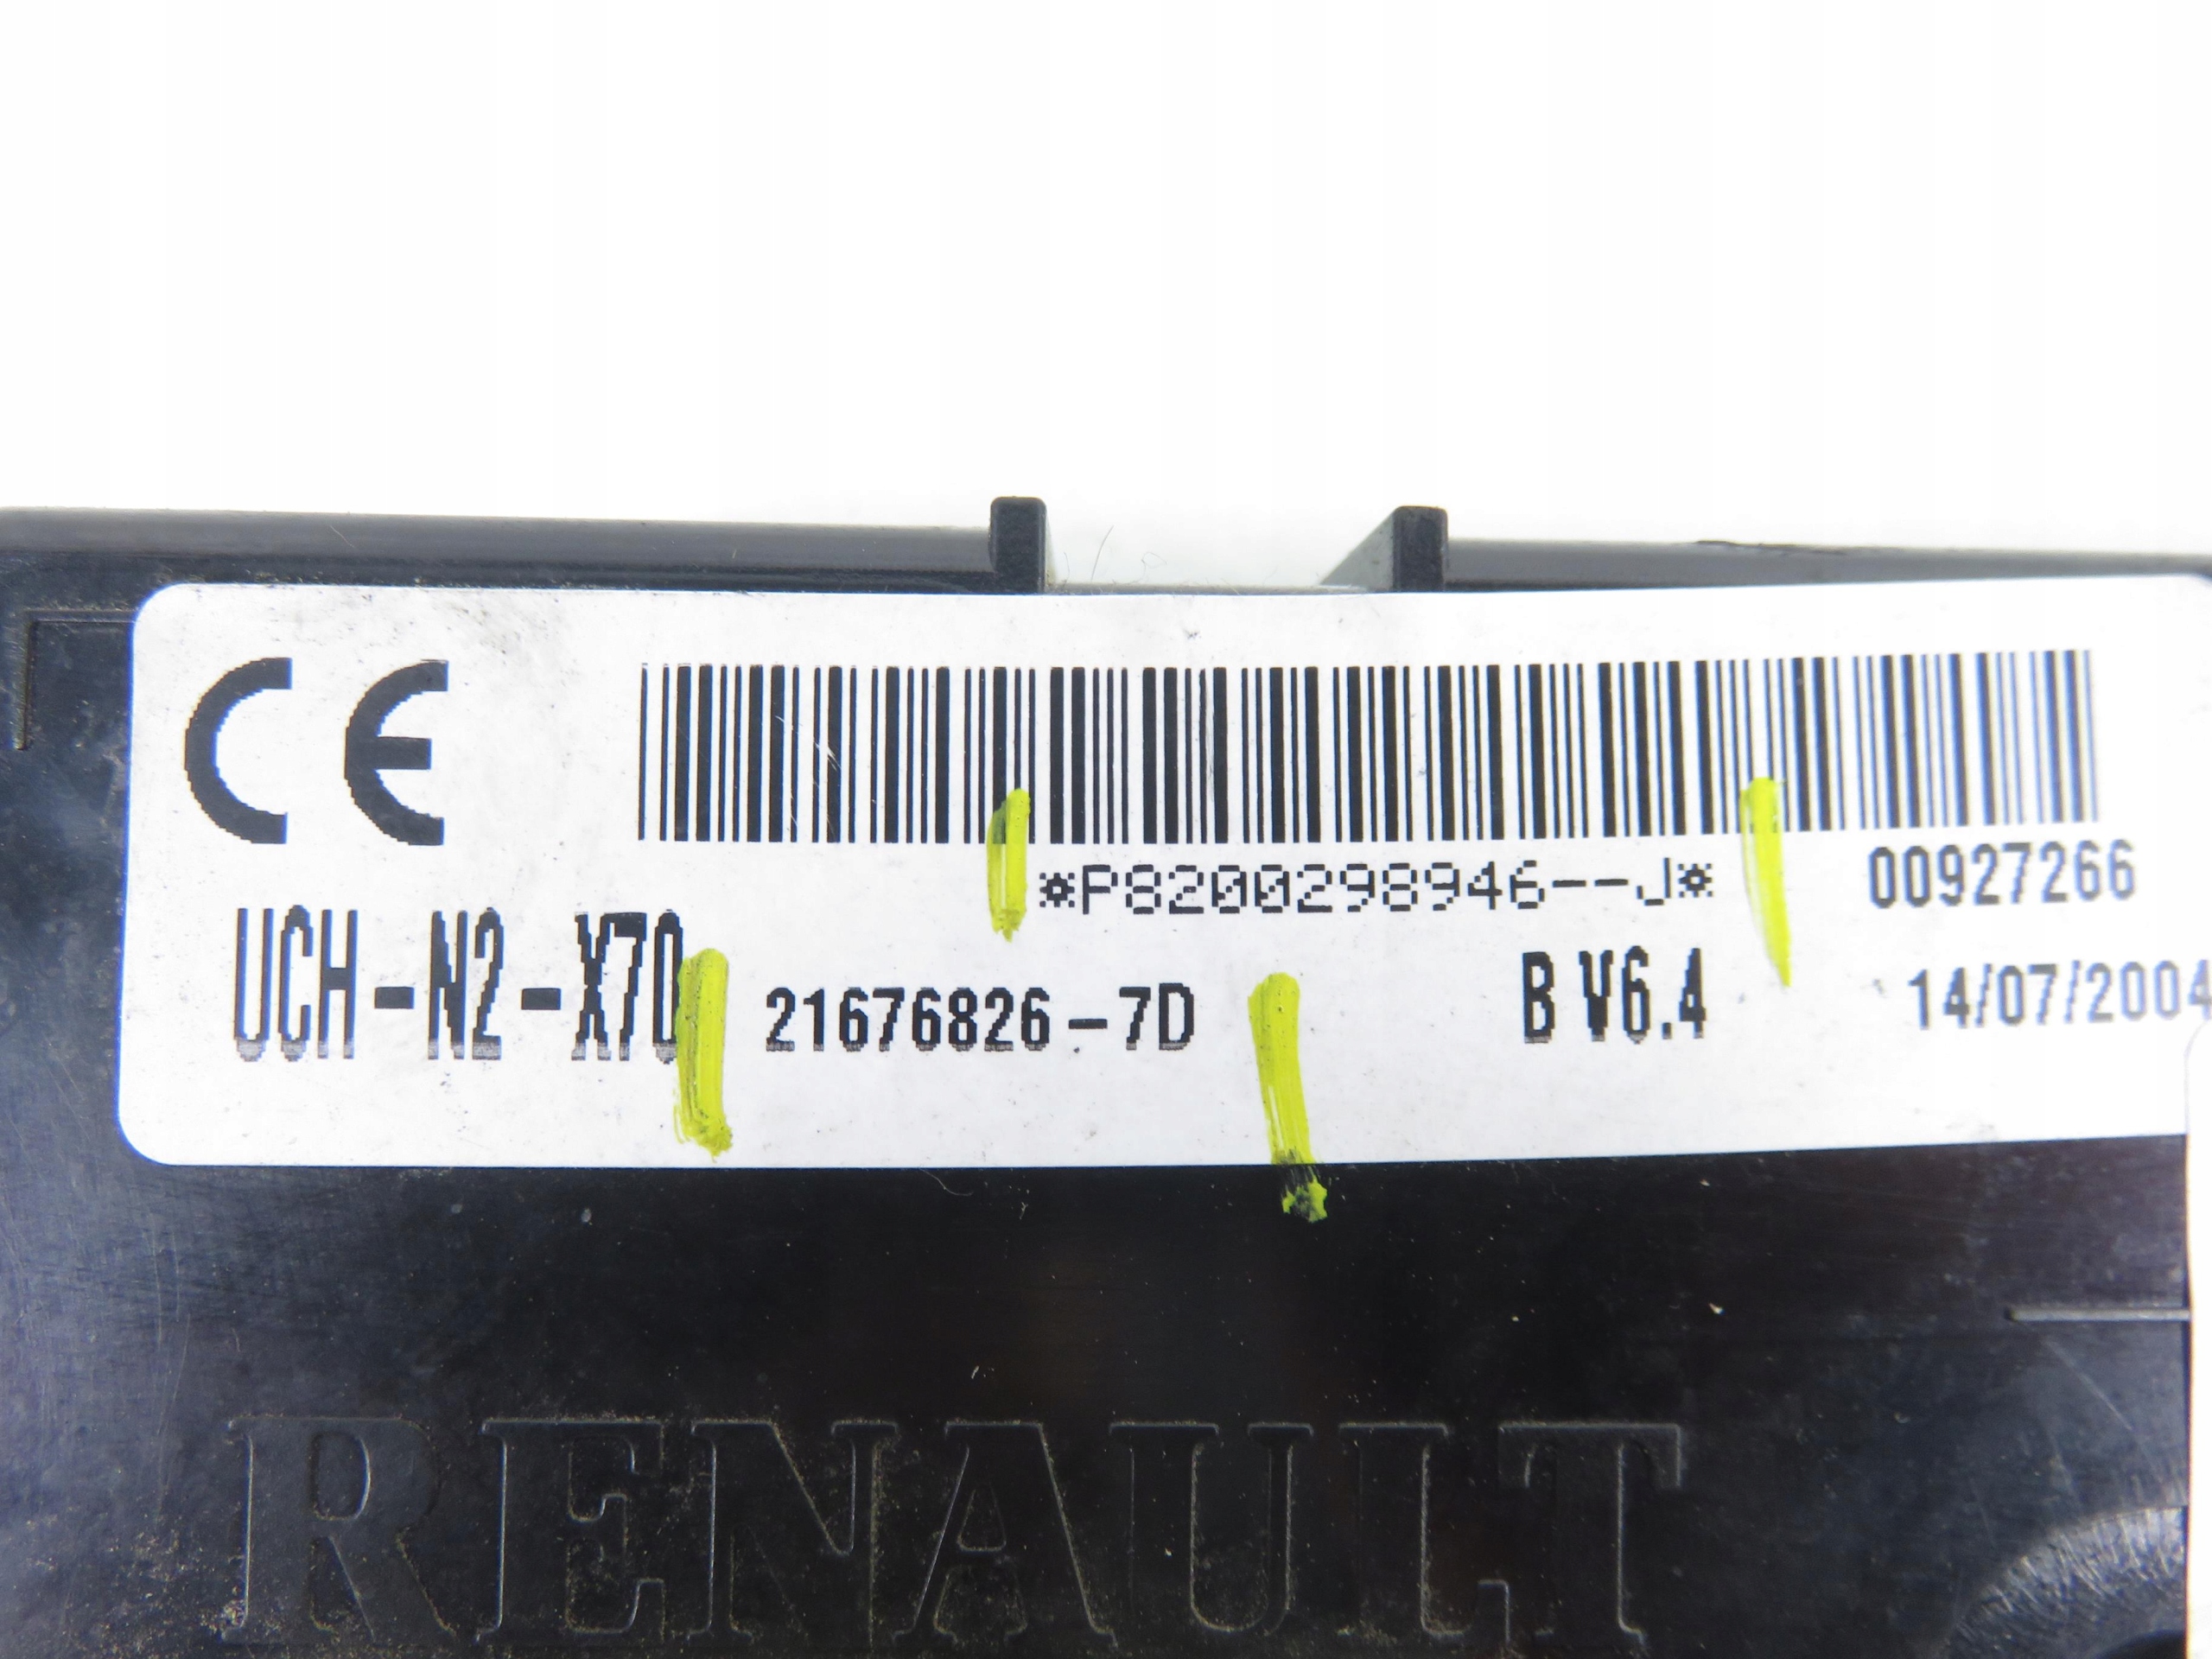 CE
*P8200298946--J* 00927266
UCH-N2-X70 21676826-7D B V6.4 14/07/2004
RENAULT